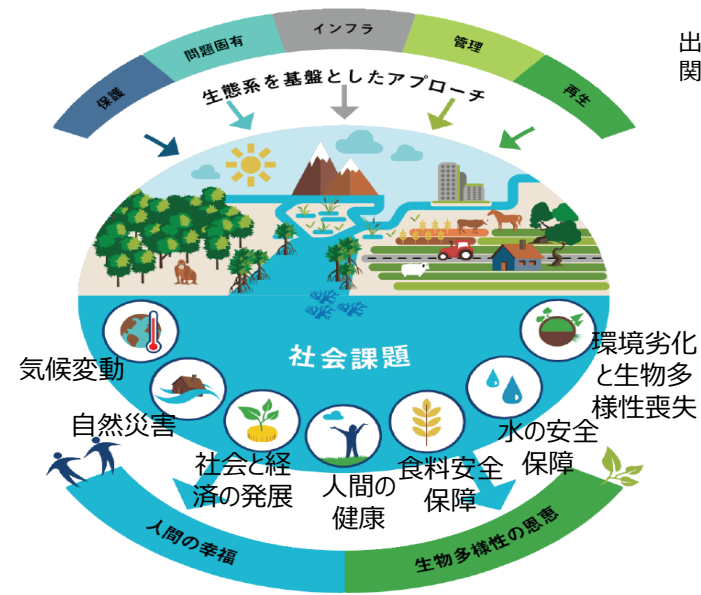 保護
問題固有
インフラ
管理
再生
生態系を基盤としたアプローチ
出
関
社会課題
気候変動
自然災害
社会と経
済の発展
人間の
健康
食料安全
保障
水の安全
保障
環境劣化
と生物多
様性喪失
人間の幸福
生物多様性の恩恵